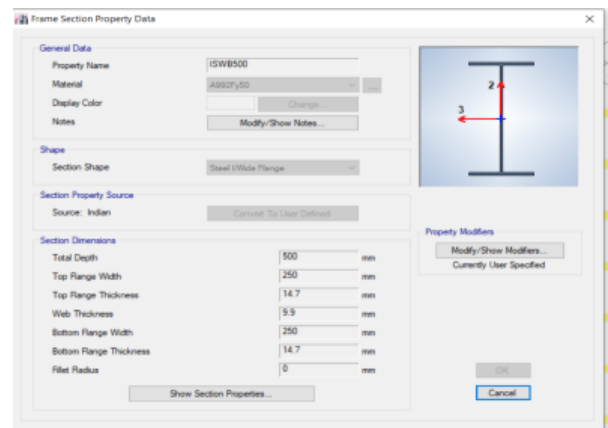 Frame Section Property Data
General Data
Property Name ISWB500
Material A992Fy50 ...
Display Color Change...
Notes Modify/Show Notes...
Shape
Section Shape Steel I/Wide Flange
Section Property Source
Source: Indian Convert To User Defined
Section Dimensions
Total Depth 500 mm
Top Flange Width 250 mm
Top Flange Thickness 14.7 mm
Web Thickness 9.9 mm
Bottom Flange Width 250 mm
Bottom Flange Thickness 14.7 mm
Fillet Radius 0 mm
Show Section Properties...
2
3
Property Modifiers
Modify/Show Modifiers...
Currently User Specified
OK
Cancel